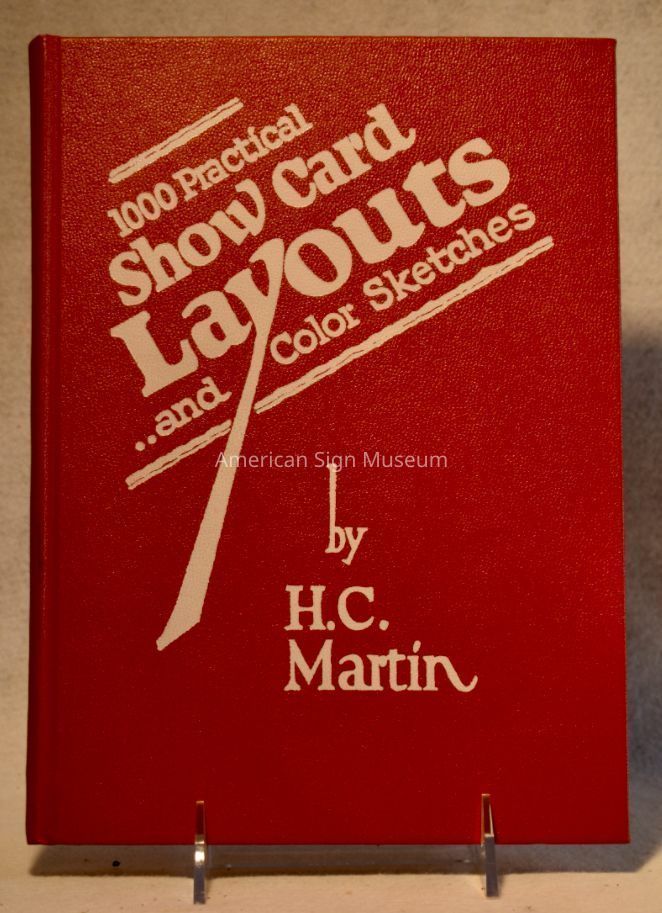 1000 Practical
Show Card
Layouts
..and Color Sketches
American Sign Museum
by
H.C.
Martin